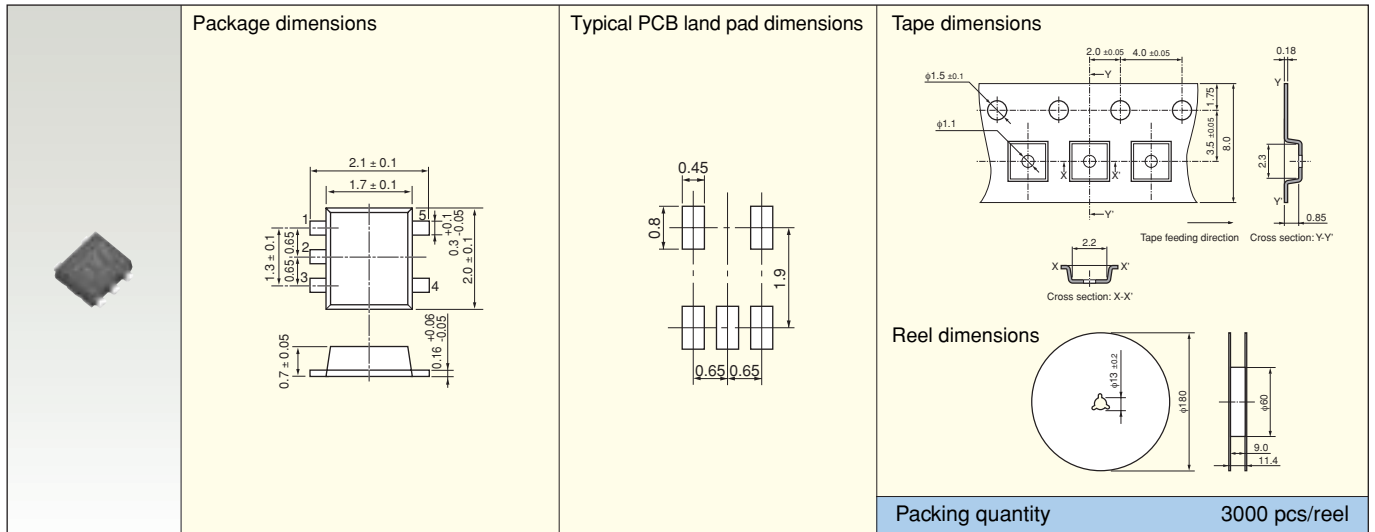 Package dimensions
2.1 ± 0.1
1.7 ± 0.1
1
2
3
5
4
1.3 ± 0.1
0.65 0.65
0.3 +0.1 -0.05
2.0 ± 0.1
0.7 ± 0.05
0.16 +0.06 -0.05
Typical PCB land pad dimensions
0.45
0.8
1.9
0.65 0.65
Tape dimensions
2.0 ±0.05 4.0 ±0.05
φ1.5 ±0.1
φ1.1
Y
Y'
X X'
1.75
3.5 ±0.05
8.0
0.18
Y
2.3
Y'
0.85
Tape feeding direction
Cross section: Y-Y'
2.2
X X'
Cross section: X-X'
Reel dimensions
φ13 ±0.2
φ180
φ60
9.0
11.4
Packing quantity 3000 pcs/reel